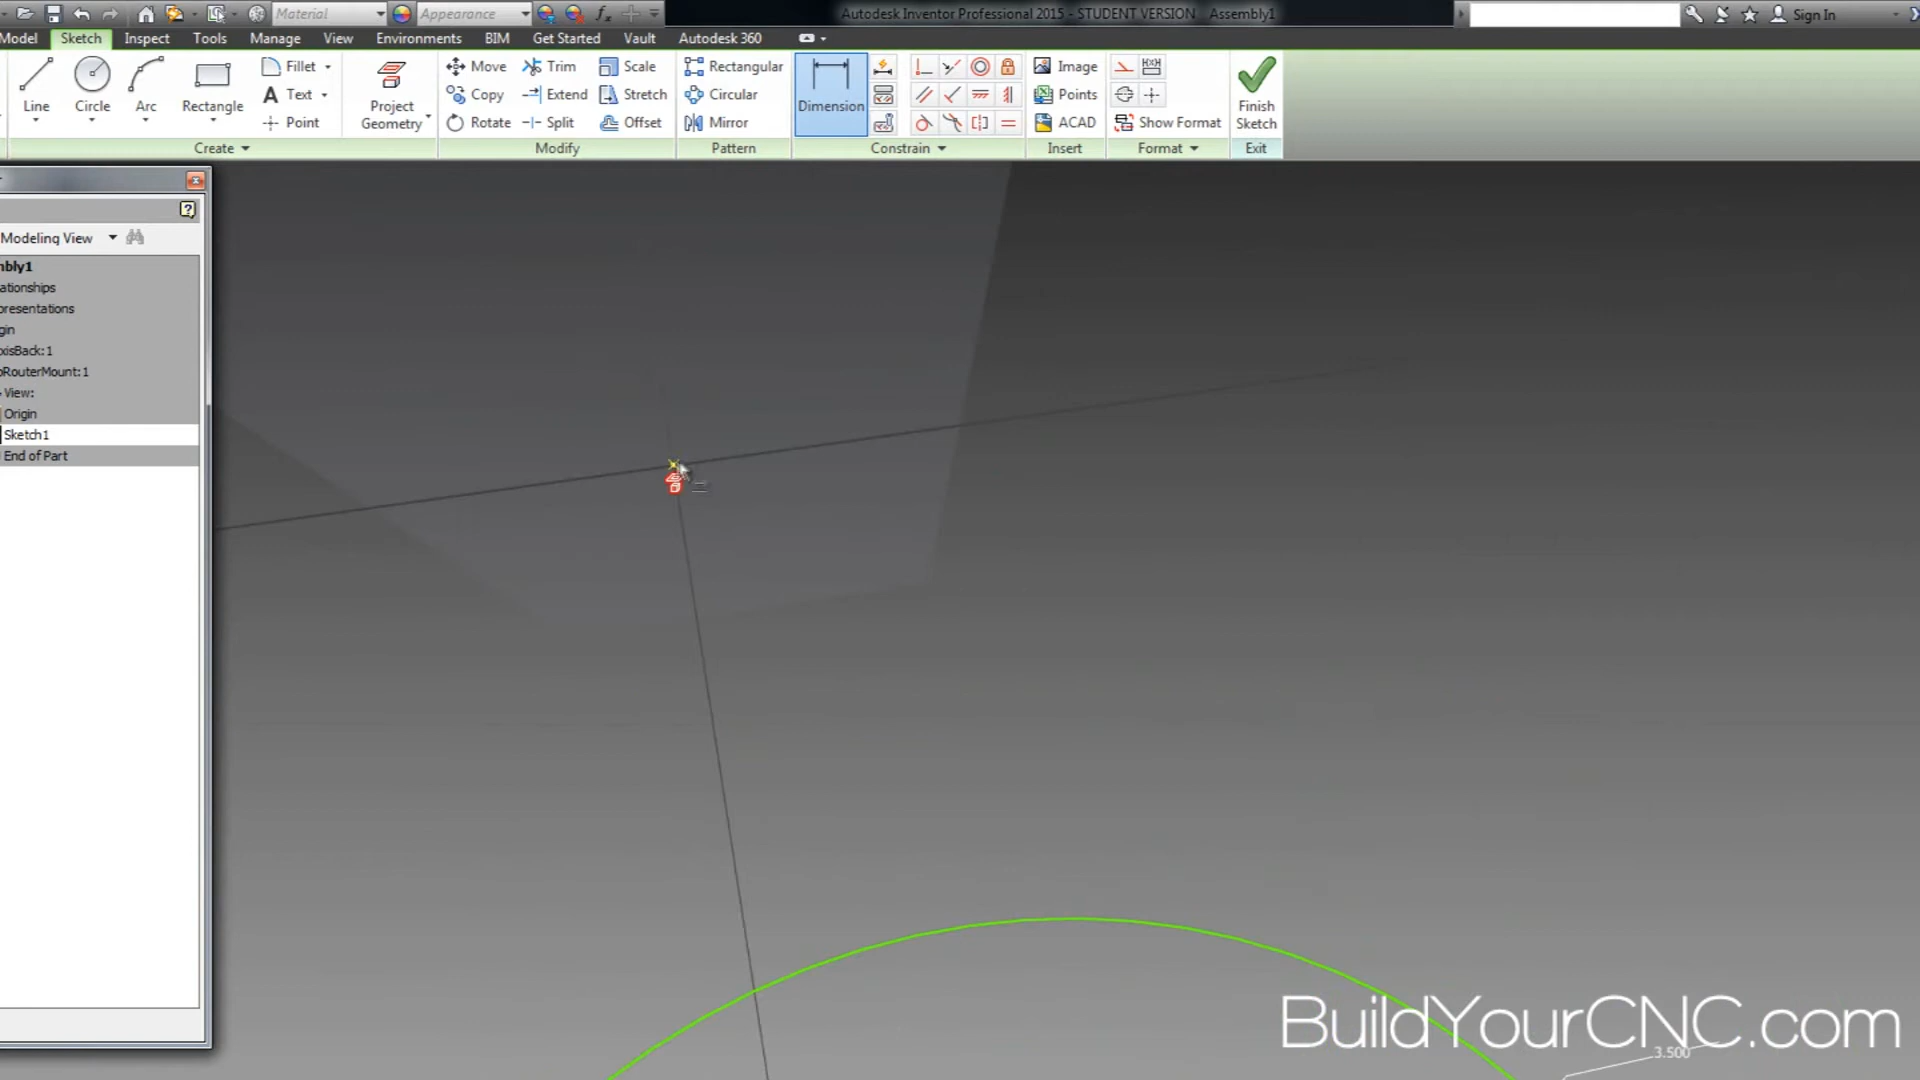 Material
Appearance
Autodesk Inventor Professional 2015 - STUDENT VERSION Assembly1
Sign In
Model Sketch Inspect Tools Manage View Environments BIM Get Started Vault Autodesk 360
Line
Circle
Arc
Rectangle
Fillet
Text
Point
Project
Geometry
Move
Copy
Rotate
Trim
Extend
Split
Scale
Stretch
Offset
Rectangular
Circular
Mirror
Dimension
Image
Points
ACAD
Show Format
Finish
Sketch
Create
Modify
Pattern
Constrain
Insert
Format
Exit
Modeling View
mbly1
ationships
presentations
gin
xisBack:1
oRouterMount:1
View:
Origin
Sketch1
End of Part
BuildYourCNC.com
3.500